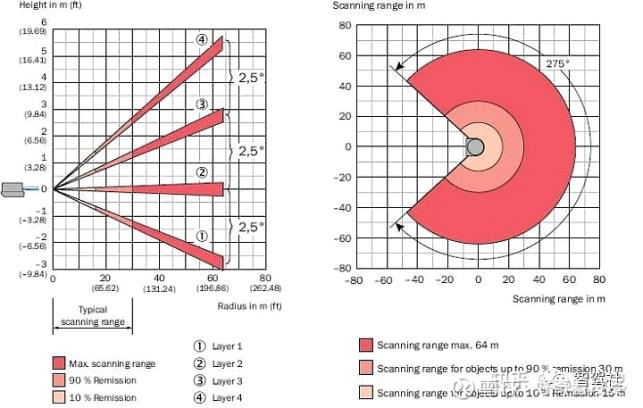 Height in m (ft)
6
(19.69)
5
(16.41)
4
(13.12)
3
(9.84)
2
(6.56)
1
(3.28)
0
−1
(−3.28)
−2
(−6.56)
−3
(−9.84)
④
2,5°
③
2,5°
②
2,5°
①
0 20 40 60 80
(65.62) (131.24) (196.86) (262.48)
Radius in m (ft)
Typical
scanning range
Max. scanning range
90 % Remission
10 % Remission
① Layer 1
② Layer 2
③ Layer 3
④ Layer 4
Scanning range in m
80
60
40
20
0
−20
−40
−60
−80
275°
−80 −60 −40 −20 0 20 40 60 80
Scanning range in m
Scanning range max. 64 m
Scanning range for objects up to 90 % remission 30 m
Scanning range for objects up to 10 % Remission 15 m
知乎
智驾社